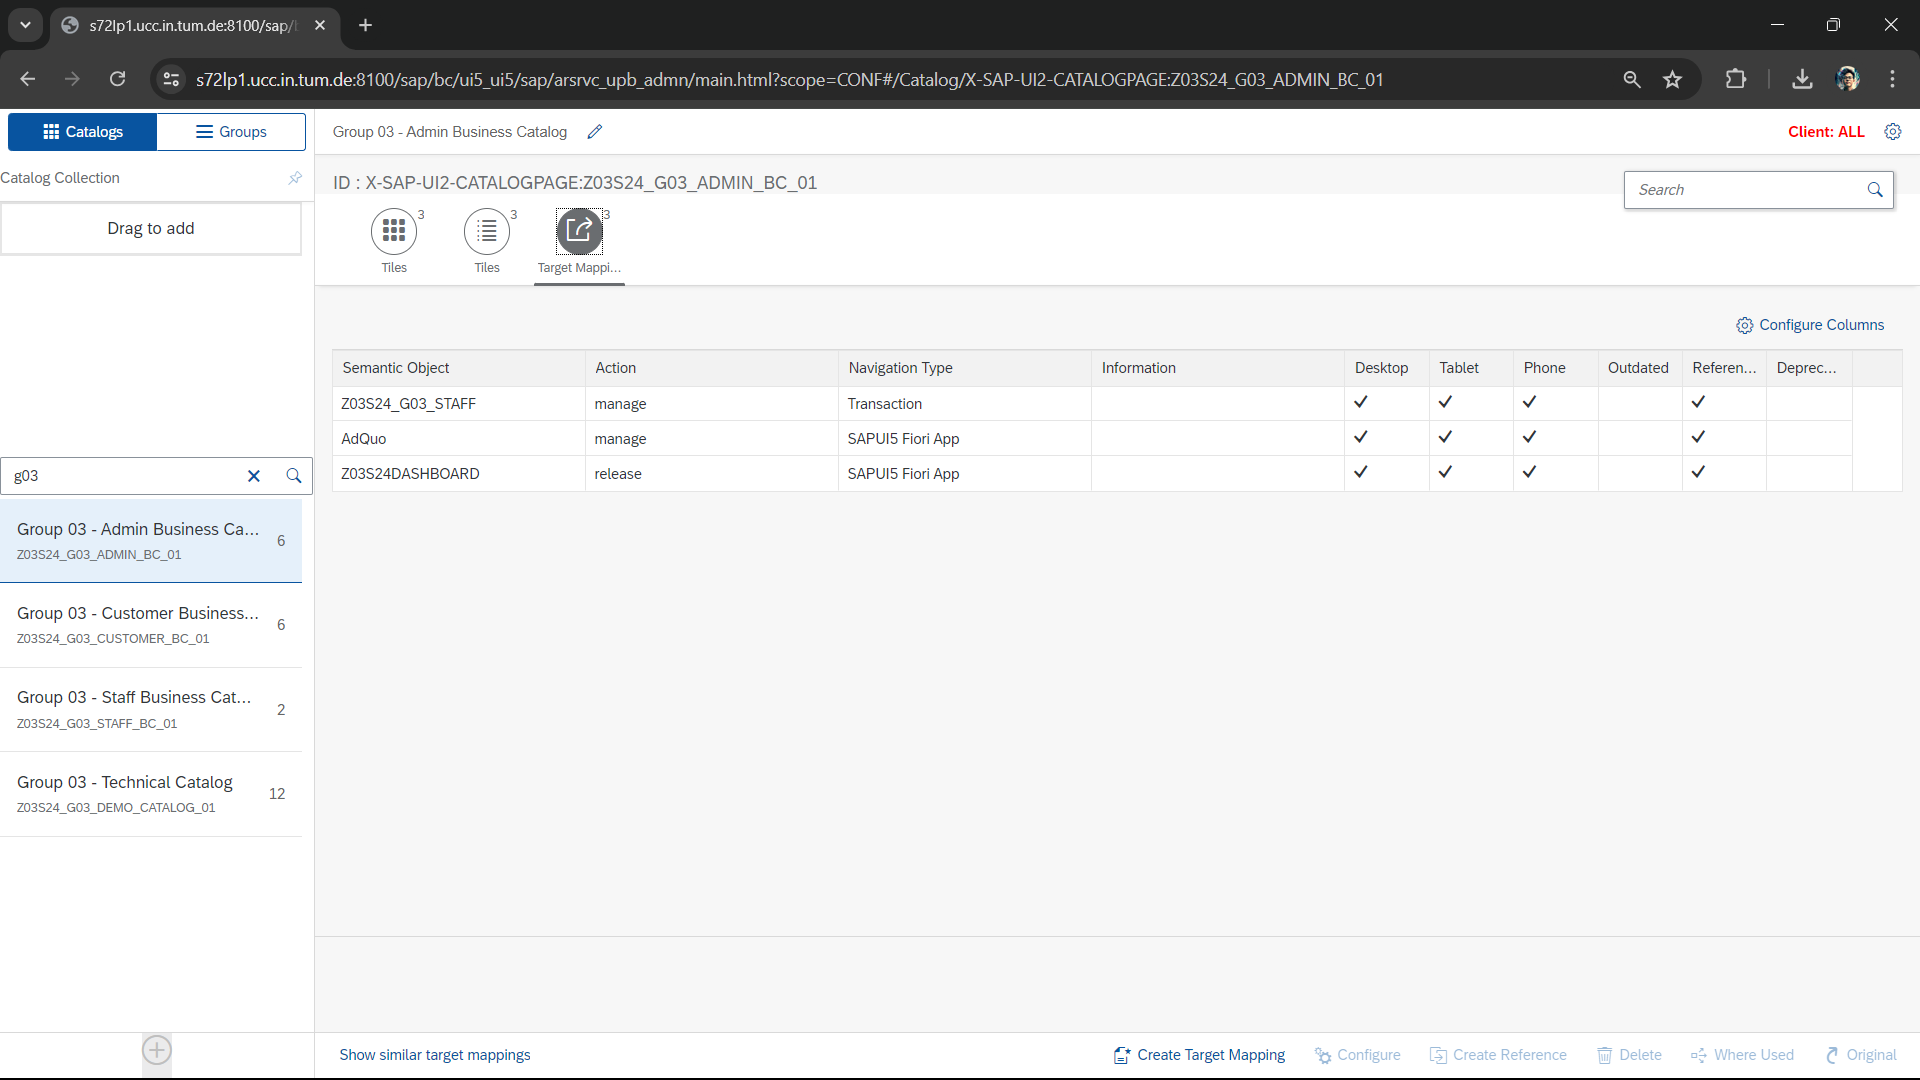 s72lp1.ucc.in.tum.de:8100/sap/b
s72lp1.ucc.in.tum.de:8100/sap/bc/ui5_ui5/sap/arsrvc_upb_admn/main.html?scope=CONF#/Catalog/X-SAP-UI2-CATALOGPAGE:Z03S24_G03_ADMIN_BC_01
Catalogs
Groups
Group 03 - Admin Business Catalog
Client: ALL
Catalog Collection
ID : X-SAP-UI2-CATALOGPAGE:Z03S24_G03_ADMIN_BC_01
Search
Drag to add
3
Tiles
3
Tiles
3
Target Mappi...
Configure Columns
Semantic Object Action Navigation Type Information Desktop Tablet Phone Outdated Referen... Deprec...
Z03S24_G03_STAFF manage Transaction
AdQuo manage SAPUI5 Fiori App
Z03S24DASHBOARD release SAPUI5 Fiori App
g03
Group 03 - Admin Business Ca...
Z03S24_G03_ADMIN_BC_01
6
Group 03 - Customer Business...
Z03S24_G03_CUSTOMER_BC_01
6
Group 03 - Staff Business Cat...
Z03S24_G03_STAFF_BC_01
2
Group 03 - Technical Catalog
Z03S24_G03_DEMO_CATALOG_01
12
Show similar target mappings
Create Target Mapping
Configure
Create Reference
Delete
Where Used
Original